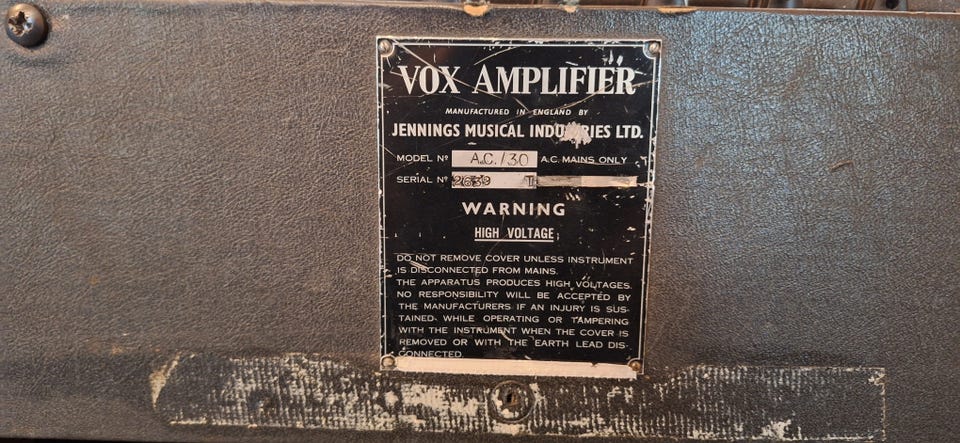 VOX AMPLIFIER
MANUFACTURED IN ENGLAND BY
JENNINGS MUSICAL INDUSTRIES LTD.
MODEL Nº A.C./30 A.C. MAINS ONLY
SERIAL Nº 2639 T
WARNING
HIGH VOLTAGE
DO NOT REMOVE COVER UNLESS INSTRUMENT
IS DISCONNECTED FROM MAINS.
THE APPARATUS PRODUCES HIGH VOLTAGES.
NO RESPONSIBILITY WILL BE ACCEPTED BY
THE MANUFACTURERS IF AN INJURY IS SUS-
TAINED WHILE OPERATING OR TAMPERING
WITH THE INSTRUMENT WHEN THE COVER IS
REMOVED OR WITH THE EARTH LEAD DIS-
CONNECTED